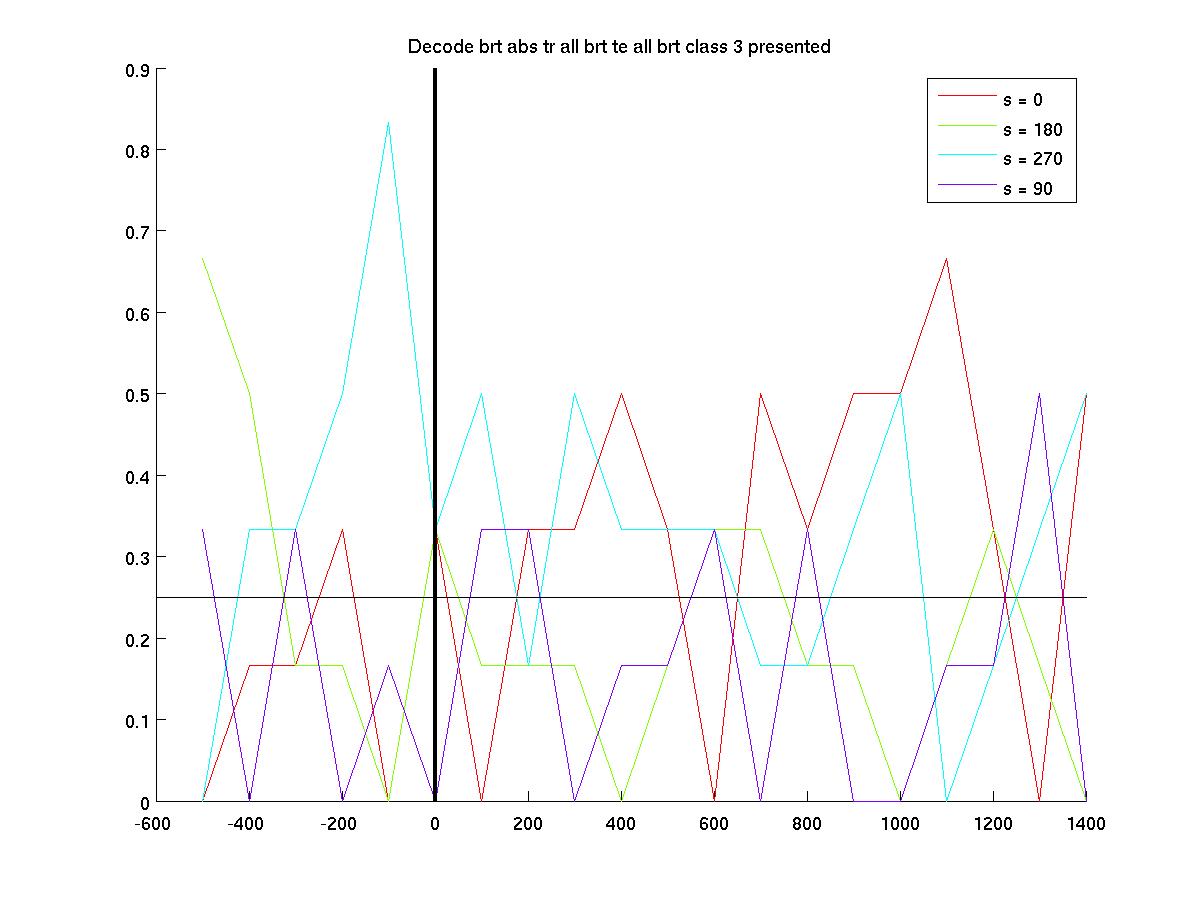 Decode brt abs tr all brt te all brt class 3 presented
0.9
0.8
0.7
0.6
0.5
0.4
0.3
0.2
0.1
0
-600 -400 -200 0 200 400 600 800 1000 1200 1400
s = 0
s = 180
s = 270
s = 90